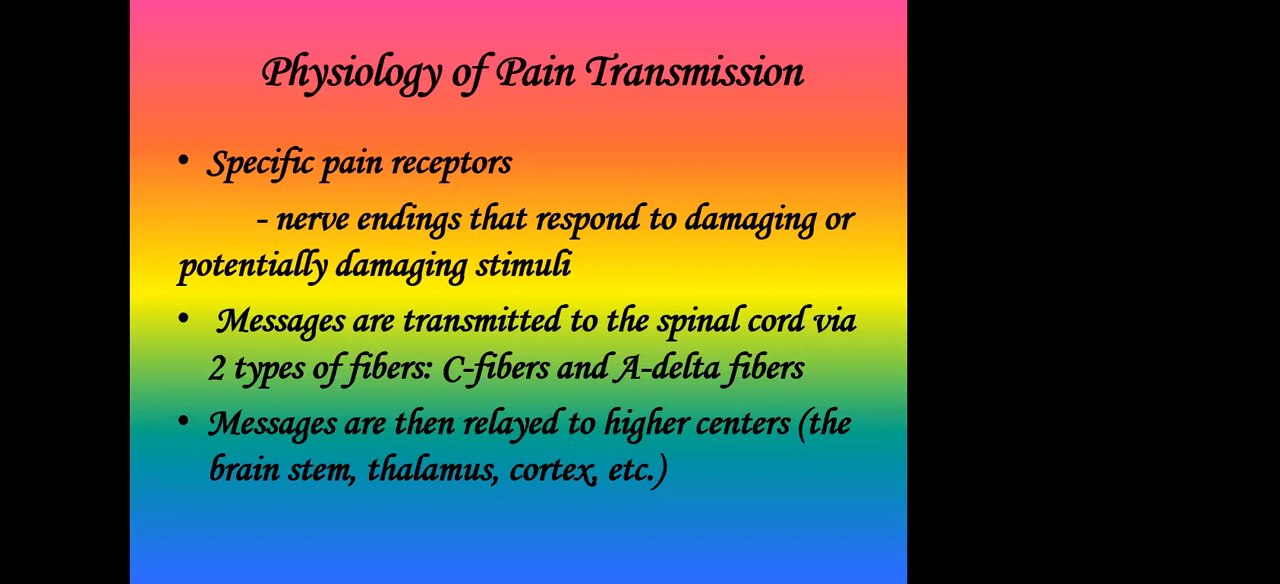 Physiology of Pain Transmission
• Specific pain receptors
- nerve endings that respond to damaging or
potentially damaging stimuli
• Messages are transmitted to the spinal cord via
2 types of fibers: C-fibers and A-delta fibers
• Messages are then relayed to higher centers (the
brain stem, thalamus, cortex, etc.)